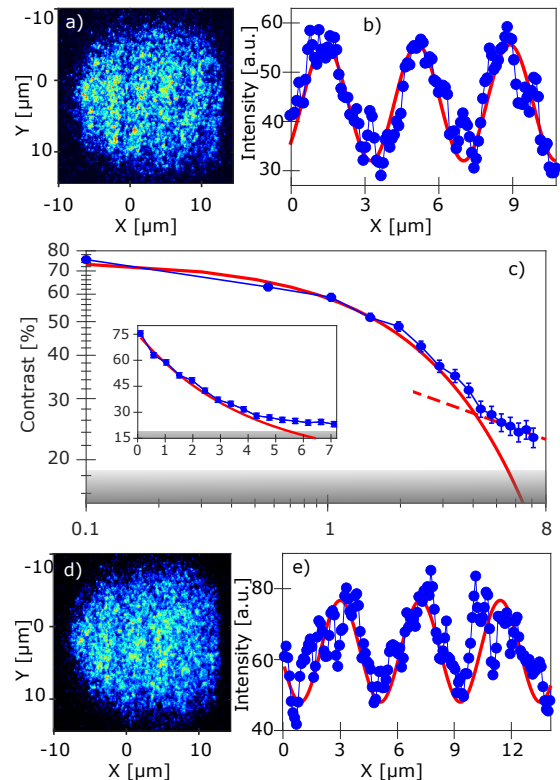 a)
-10
0
10
Y [µm]
-10 0 10
X [µm]
b)
60
50
40
30
Intensity [a.u.]
0 3 6 9
X [µm]
c)
80
70
60
50
40
30
20
Contrast [%]
0.1 1 8
75
60
45
30
15
0 1 2 3 4 5 6 7
d)
-10
0
10
Y [µm]
-10 0 10
X [µm]
e)
80
60
40
Intensity [a.u.]
0 3 6 9 12
X [µm]